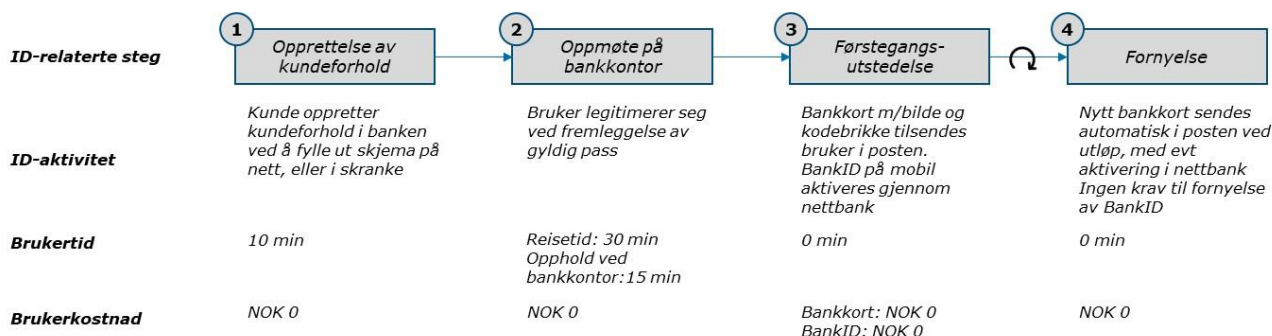 1
2
3
4
ID-relaterte steg
Opprettelse av
kundeforhold
Oppmøte på
bankkontor
Førstegangs-
utstedelse
Fornyelse
ID-aktivitet
Kunde oppretter
kundeforhold i banken
ved å fylle ut skjema på
nett, eller i skranke
Bruker legitimerer seg
ved fremleggelse av
gyldig pass
Bankkort m/bilde og
kodebrikke tilsendes
bruker i posten.
BankID på mobil
aktiveres gjennom
nettbank
Nytt bankkort sendes
automatisk i posten ved
utløp, med evt
aktivering i nettbank
Ingen krav til fornyelse
av BankID
Brukertid
10 min
Reisetid: 30 min
Opphold ved
bankkontor:15 min
0 min
0 min
Brukerkostnad
NOK 0
NOK 0
Bankkort: NOK 0
BankID: NOK 0
NOK 0